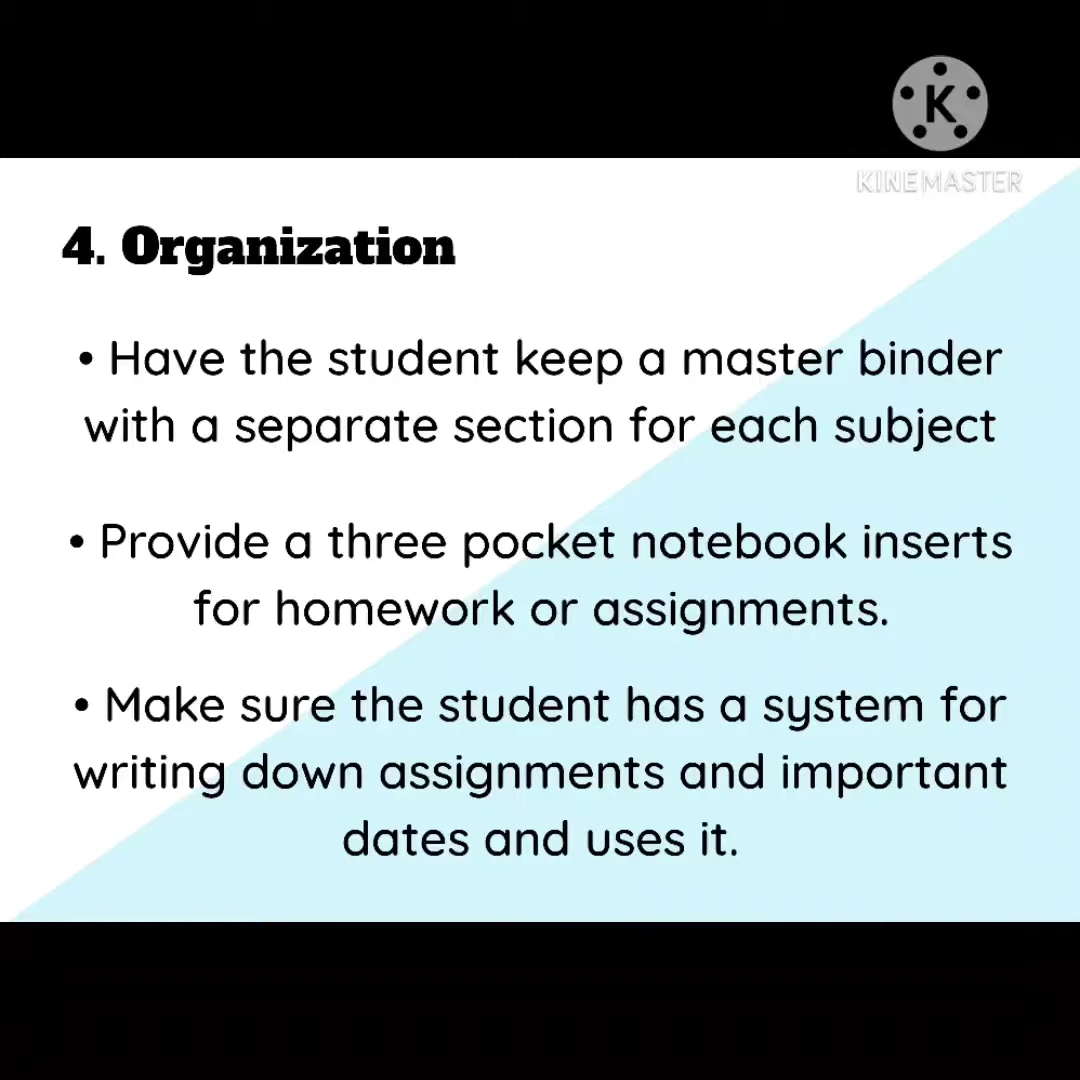 K
KINEMASTER
4. Organization
• Have the student keep a master binder
with a separate section for each subject
• Provide a three pocket notebook inserts
for homework or assignments.
• Make sure the student has a system for
writing down assignments and important
dates and uses it.